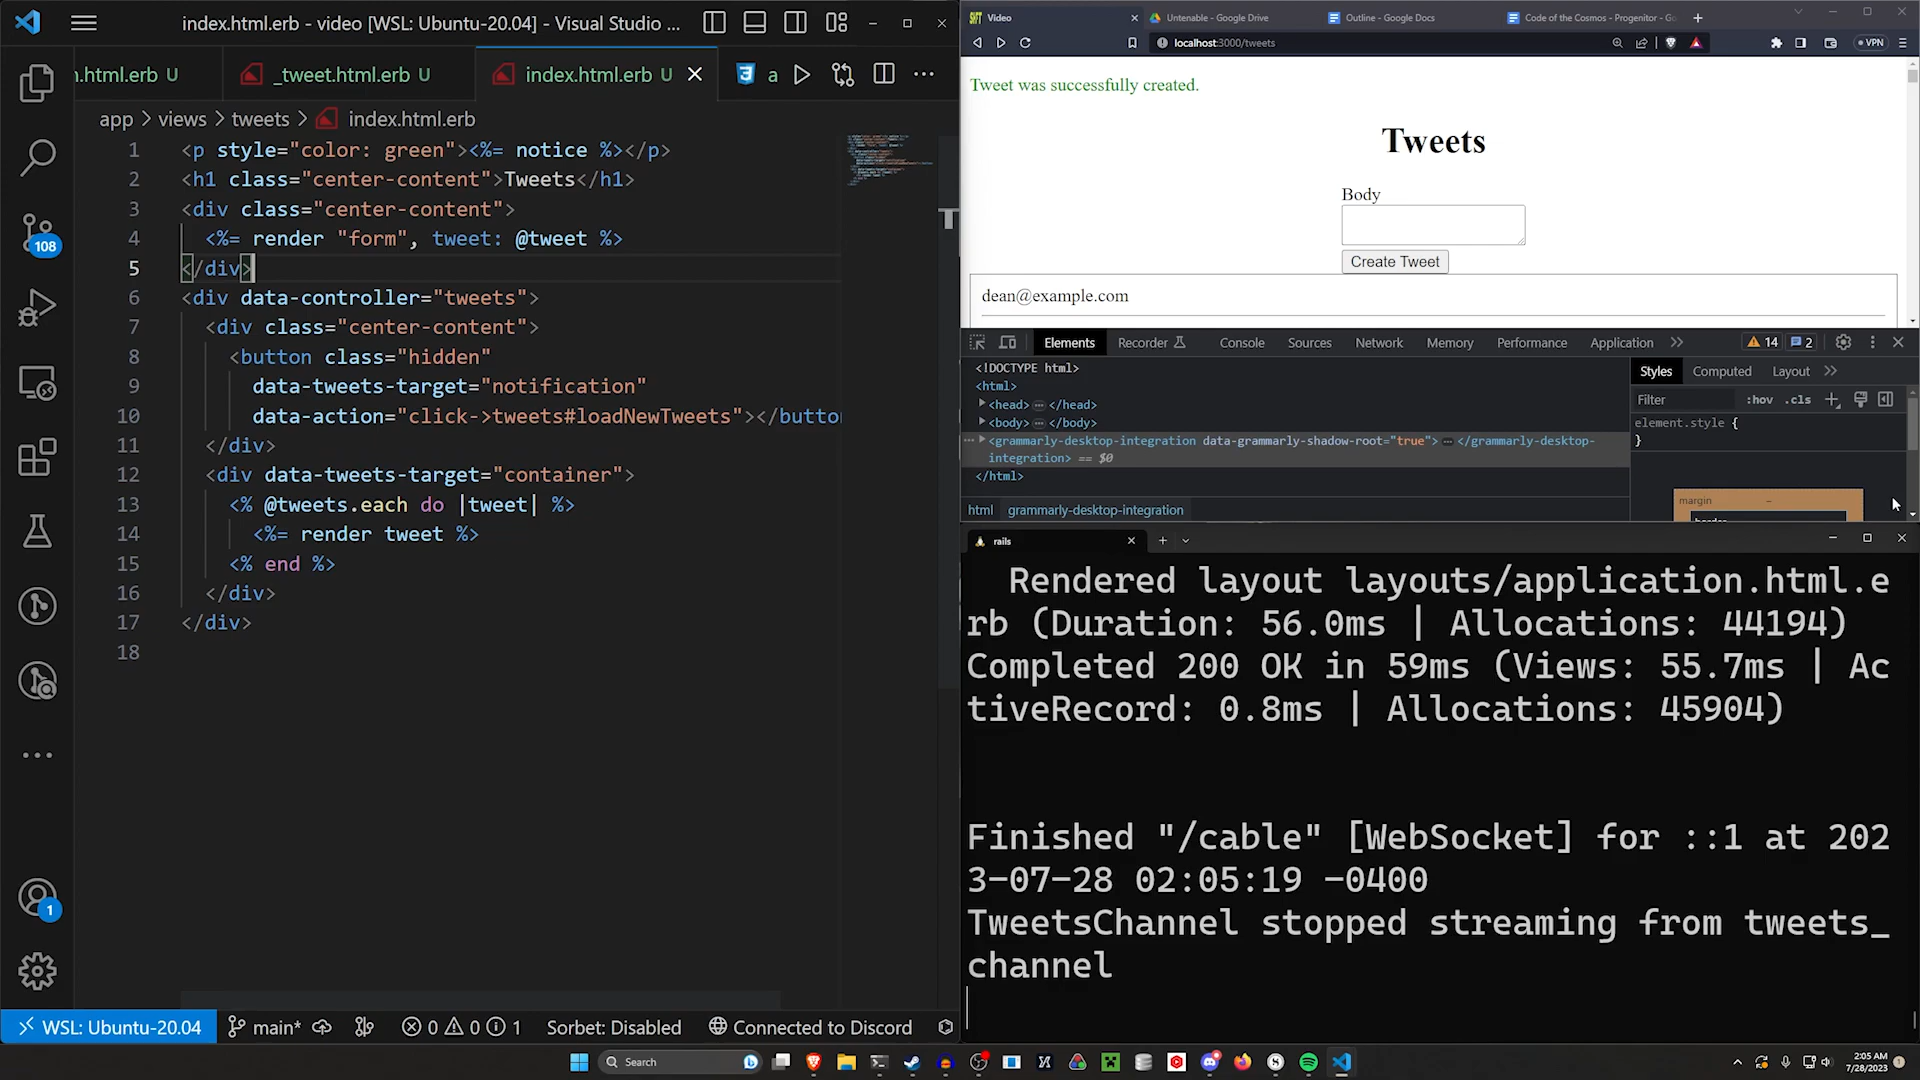 index.html.erb - video [WSL: Ubuntu-20.04] - Visual Studio ...
n.html.erb U
_tweet.html.erb U
index.html.erb U
a
app > views > tweets > index.html.erb
1 <p style="color: green"><%= notice %></p>
2 <h1 class="center-content">Tweets</h1>
3 <div class="center-content">
4 <%= render "form", tweet: @tweet %>
5 </div>
6 <div data-controller="tweets">
7 <div class="center-content">
8 <button class="hidden"
9 data-tweets-target="notification"
10 data-action="click->tweets#loadNewTweets"></button
11 </div>
12 <div data-tweets-target="container">
13 <% @tweets.each do |tweet| %>
14 <%= render tweet %>
15 <% end %>
16 </div>
17 </div>
18
108
1
WSL: Ubuntu-20.04
main*
0 0 1
Sorbet: Disabled
Connected to Discord
Video
Untenable - Google Drive
Outline - Google Docs
Code of the Cosmos - Progenitor - Go
localhost:3000/tweets
VPN
Tweet was successfully created.
Tweets
Body
Create Tweet
dean@example.com
Elements
Recorder
Console
Sources
Network
Memory
Performance
Application
14
2
<!DOCTYPE html>
<html>
<head> … </head>
<body> … </body>
<grammarly-desktop-integration data-grammarly-shadow-root="true"> … </grammarly-desktop-
integration> == $0
</html>
html grammarly-desktop-integration
Styles
Computed
Layout
Filter
:hov .cls
element.style {
}
margin –
border
rails
Rendered layout layouts/application.html.e
rb (Duration: 56.0ms | Allocations: 44194)
Completed 200 OK in 59ms (Views: 55.7ms | Ac
tiveRecord: 0.8ms | Allocations: 45904)
Finished "/cable" [WebSocket] for ::1 at 202
3-07-28 02:05:19 -0400
TweetsChannel stopped streaming from tweets_
channel
Search
2:05 AM
7/28/2023